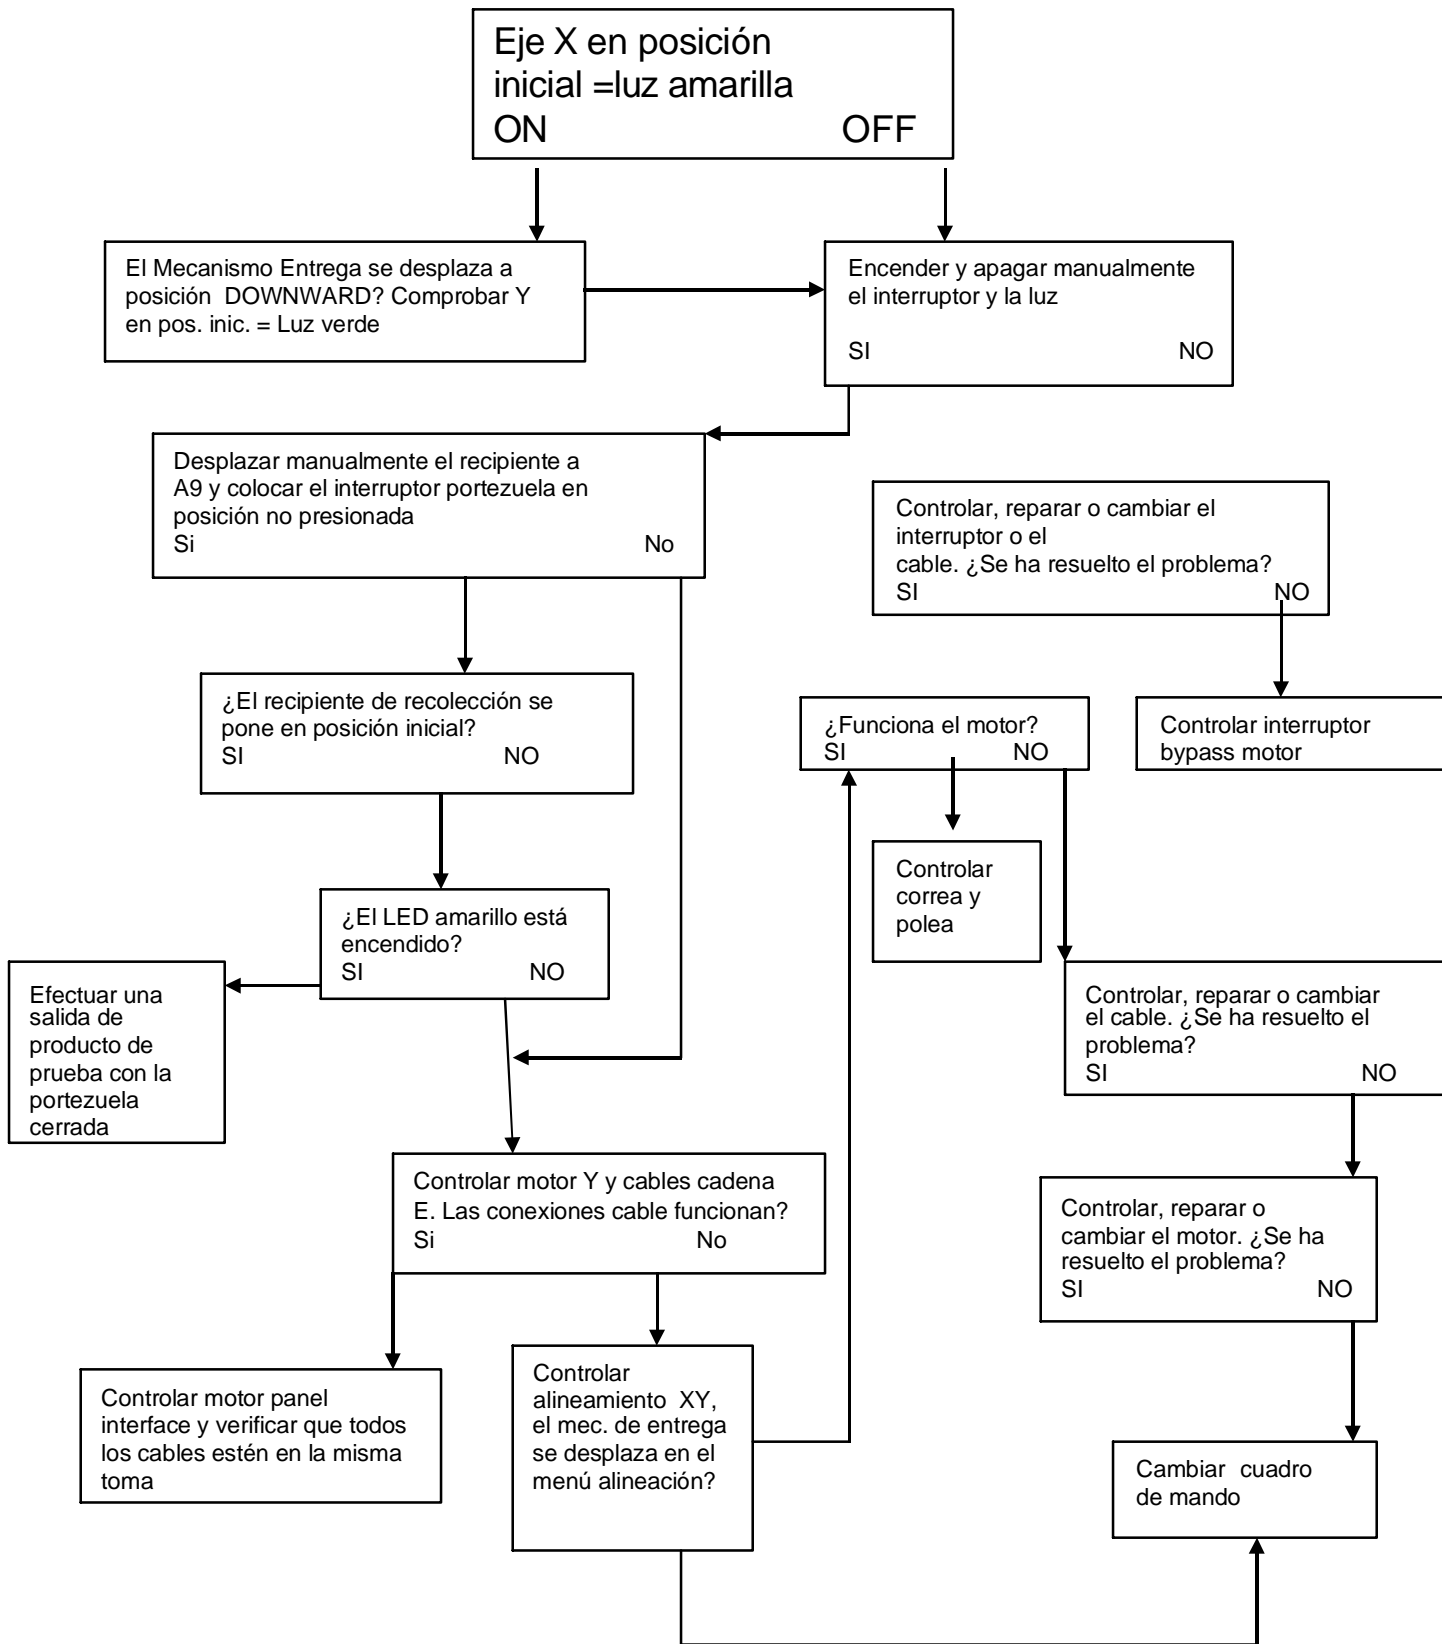 Eje X en posición
inicial =luz amarilla
ON OFF
El Mecanismo Entrega se desplaza a
posición DOWNWARD? Comprobar Y
en pos. inic. = Luz verde
Encender y apagar manualmente
el interruptor y la luz
SI NO
Desplazar manualmente el recipiente a
A9 y colocar el interruptor portezuela en
posición no presionada
Si No
Controlar, reparar o cambiar el
interruptor o el
cable. ¿Se ha resuelto el problema?
SI NO
¿El recipiente de recolección se
pone en posición inicial?
SI NO
¿Funciona el motor?
SI NO
Controlar interruptor
bypass motor
Controlar
correa y
polea
¿El LED amarillo está
encendido?
SI NO
Efectuar una
salida de
producto de
prueba con la
portezuela
cerrada
Controlar, reparar o cambiar
el cable. ¿Se ha resuelto el
problema?
SI NO
Controlar motor Y y cables cadena
E. Las conexiones cable funcionan?
Si No
Controlar, reparar o
cambiar el motor. ¿Se ha
resuelto el problema?
SI NO
Controlar motor panel
interface y verificar que todos
los cables estén en la misma
toma
Controlar
alineamiento XY,
el mec. de entrega
se desplaza en el
menú alineación?
Cambiar cuadro
de mando